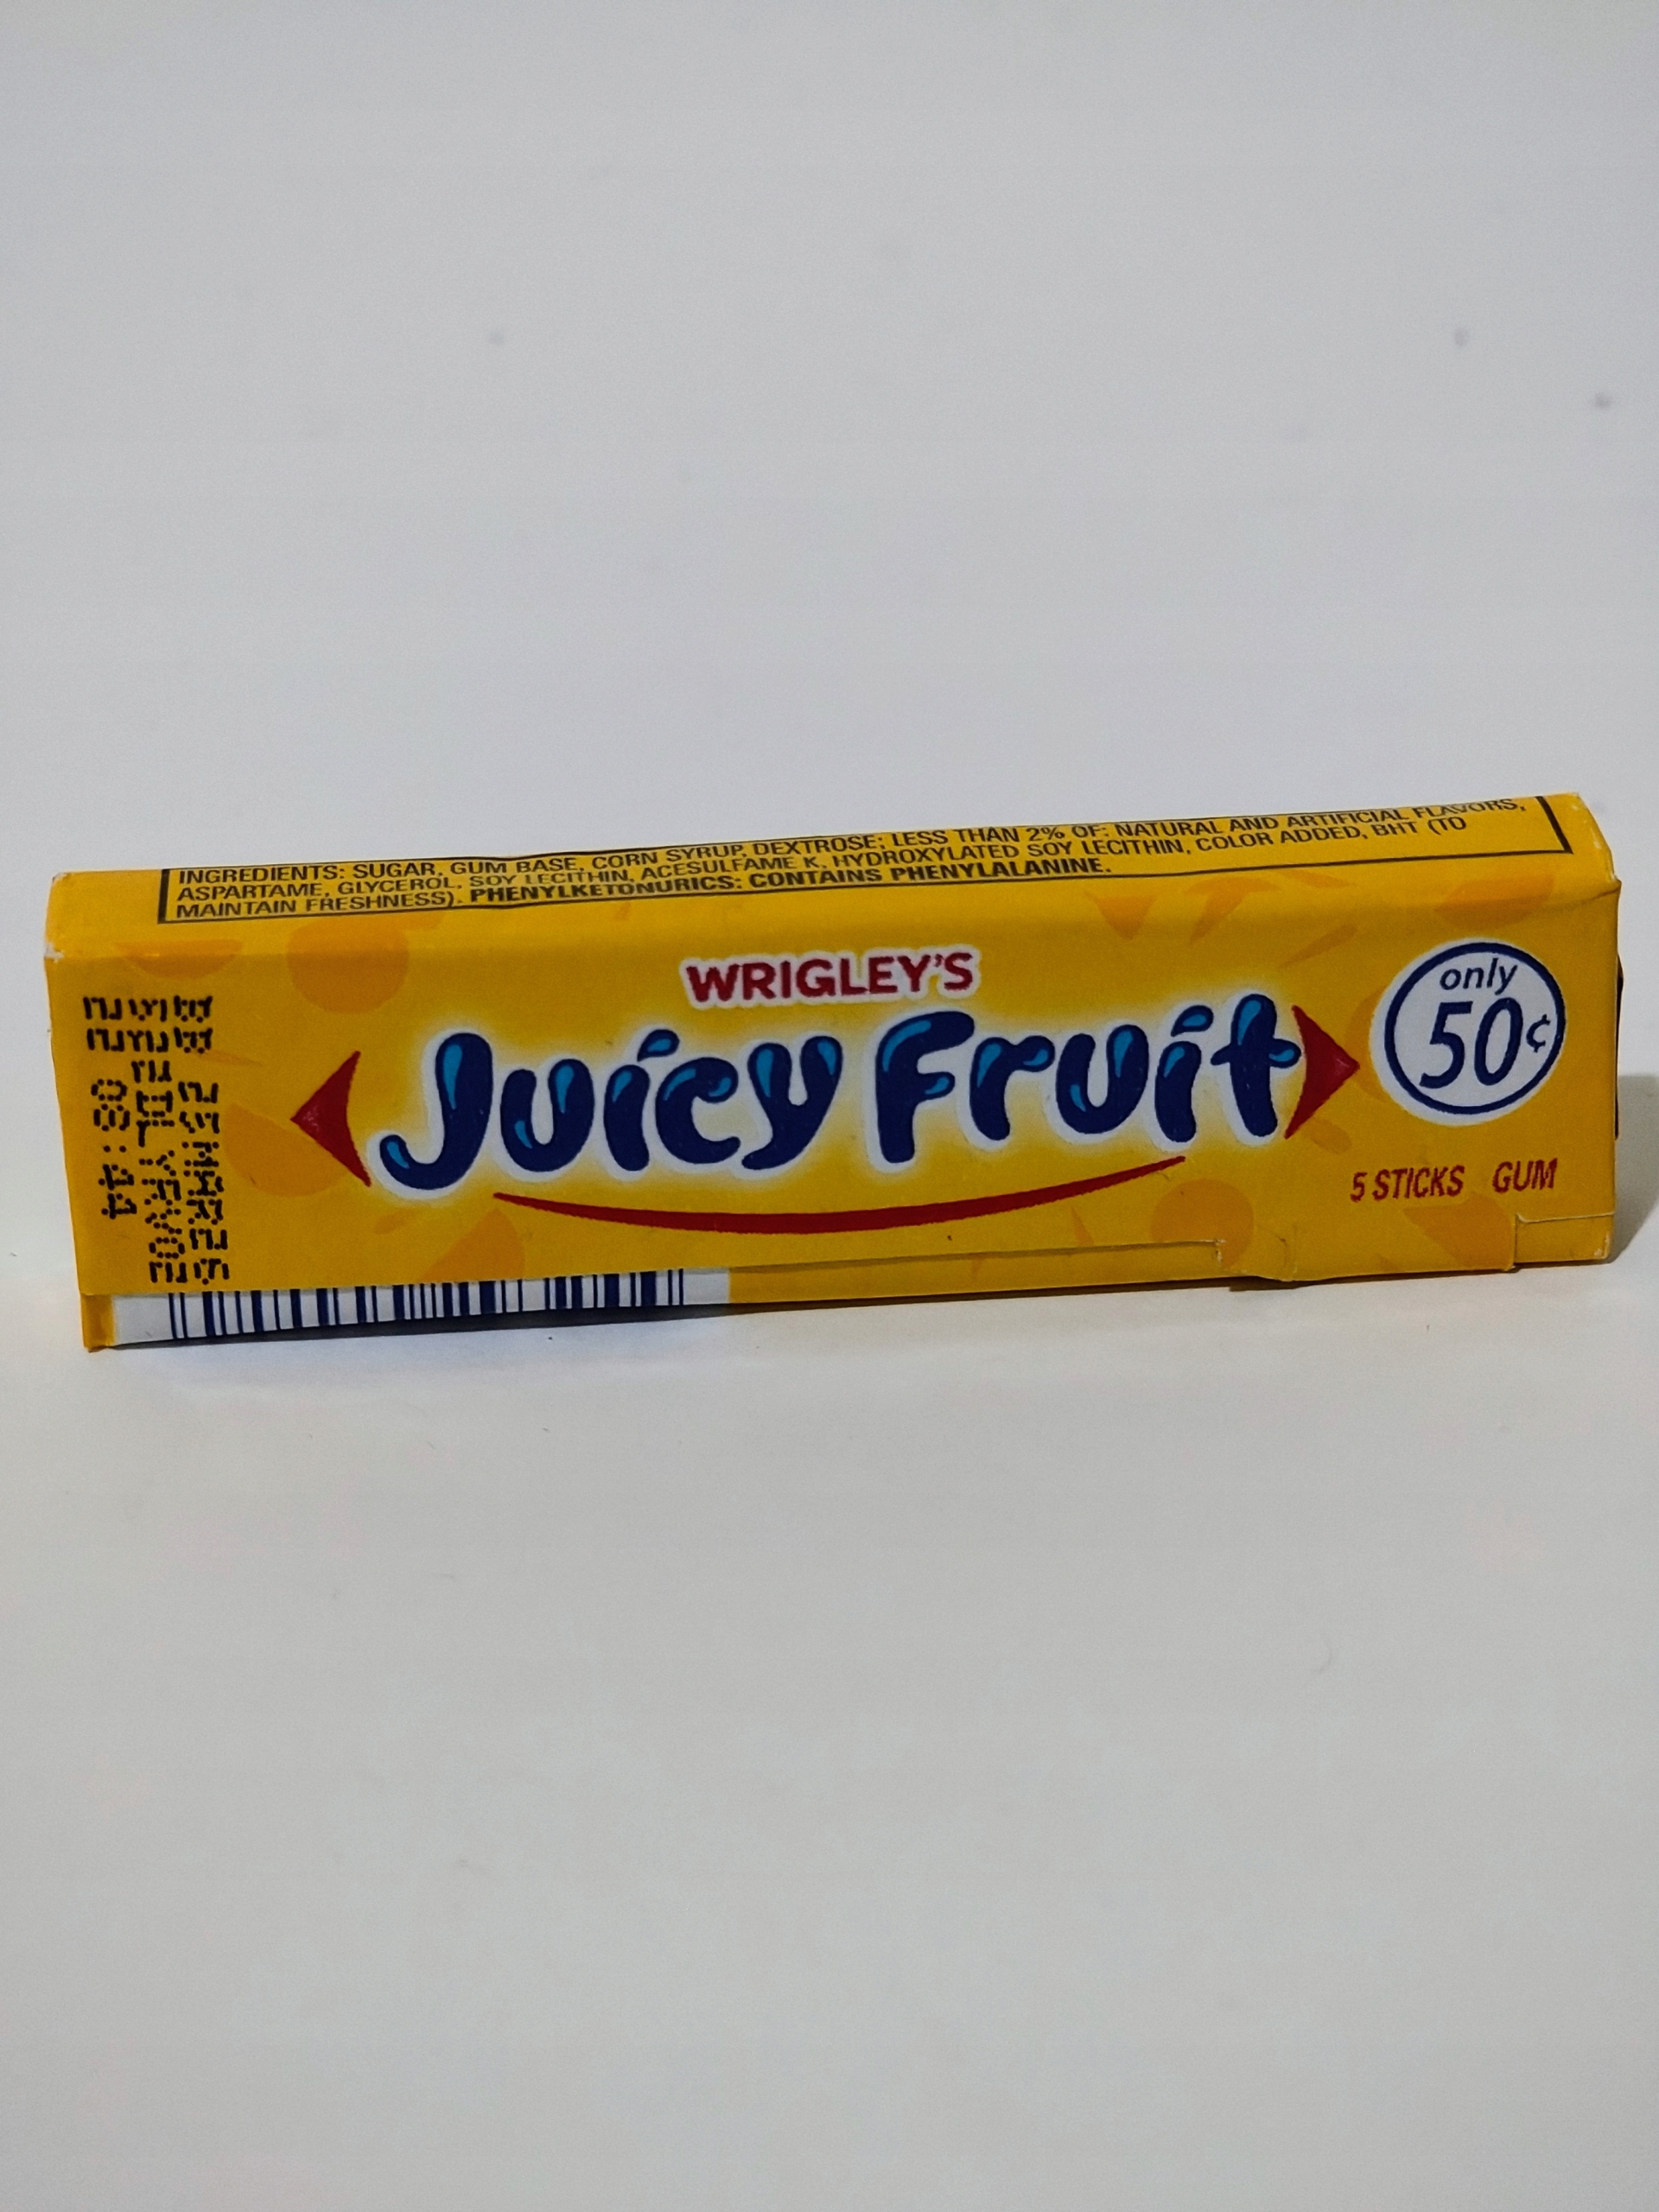 INGREDIENTS: SUGAR, GUM BASE, CORN SYRUP, DEXTROSE; LESS THAN 2% OF: NATURAL AND ARTIFICIAL FLAVORS,
ASPARTAME, GLYCEROL, SOY LECITHIN, ACESULFAME K, HYDROXYLATED SOY LECITHIN, COLOR ADDED, BHT (TO
MAINTAIN FRESHNESS). PHENYLKETONURICS: CONTAINS PHENYLALANINE.
WRIGLEY'S
Juicy Fruit
only
50¢
5 STICKS GUM